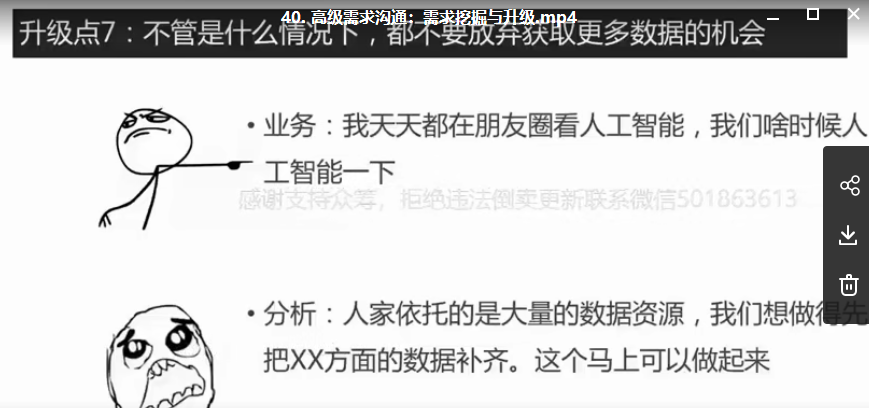 40. 高级需求沟通：需求挖掘与升级.mp4
升级点7：不管是什么情况下，都不要放弃获取更多数据的机会
• 业务：我天天都在朋友圈看人工智能，我们啥时候人
工智能一下
感谢支持众筹，拒绝违法倒卖更新联系微信501863613
• 分析：人家依托的是大量的数据资源，我们想做得先
把XX方面的数据补齐。这个马上可以做起来